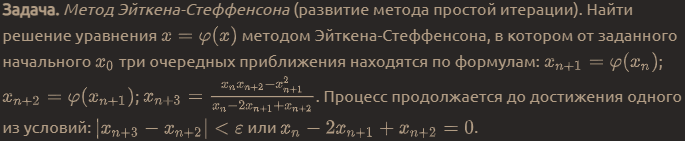 Задача. Метод Эйткена-Стеффенсона (развитие метода простой итерации). Найти
решение уравнения $x = \varphi(x)$ методом Эйткена-Стеффенсона, в котором от заданного
начального $x_0$ три очередных приближения находятся по формулам: $x_{n+1} = \varphi(x_n)$;
$x_{n+2} = \varphi(x_{n+1})$; $x_{n+3} = \frac{x_n x_{n+2} - x_{n+1}^2}{x_n - 2x_{n+1} + x_{n+2}}$. Процесс продолжается до достижения одного
из условий: $|x_{n+3} - x_{n+2}| < \varepsilon$ или $x_n - 2x_{n+1} + x_{n+2} = 0.$